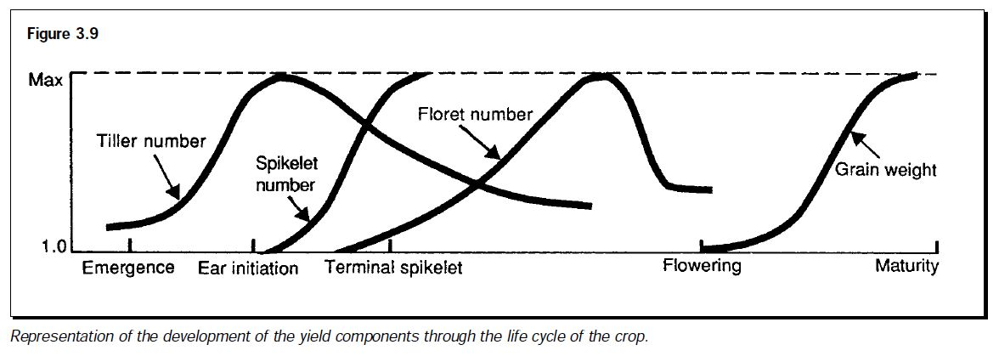 Figure 3.9
Max
Tiller number
Spikelet
number
Floret number
Grain weight
1.0
Emergence
Ear initiation
Terminal spikelet
Flowering
Maturity
Representation of the development of the yield components through the life cycle of the crop.